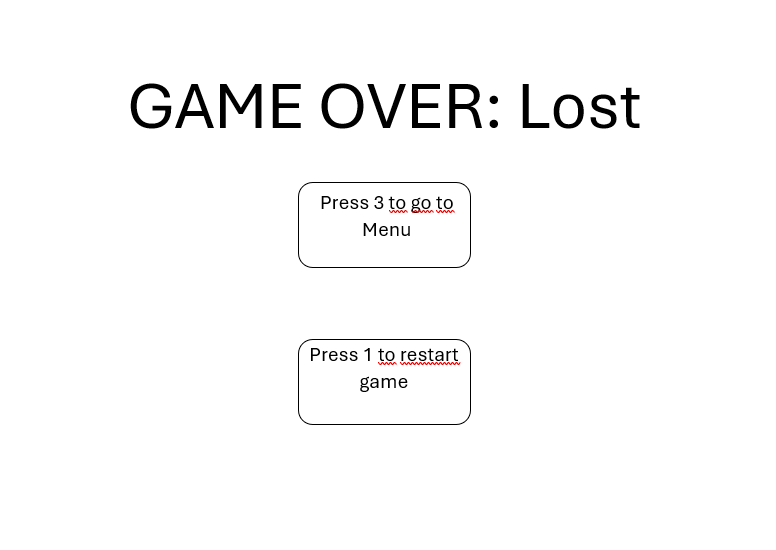 GAME OVER: Lost
Press 3 to go to
Menu
Press 1 to restart
game